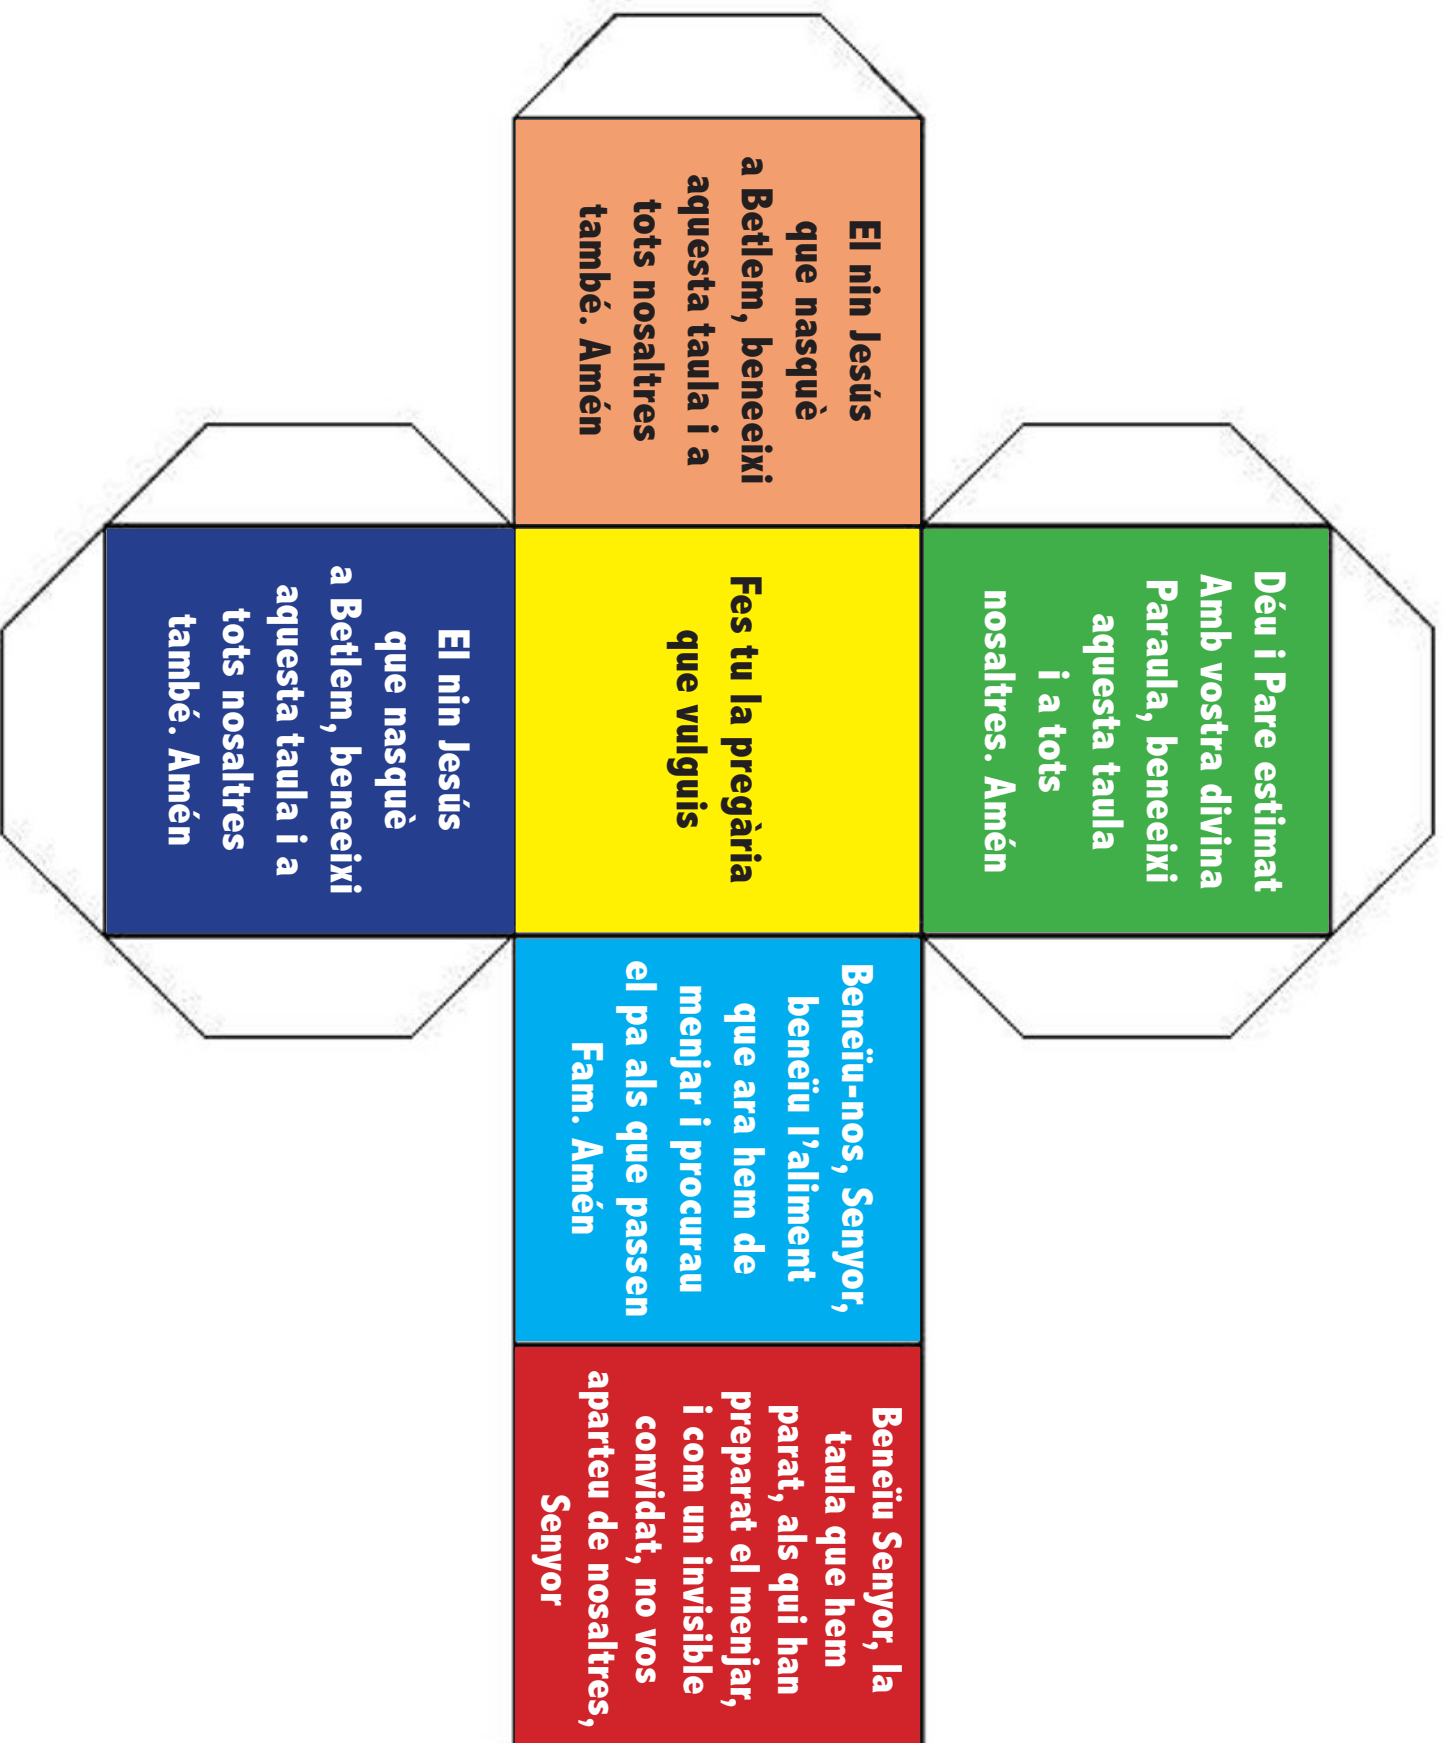 El nin Jesús
que nasquè
a Betlem, beneeixi
aquesta taula i a
tots nosaltres
també. Amén
Déu i Pare estimat
Amb vostra divina
Paraula, beneeixi
aquesta taula
i a tots
nosaltres. Amén
Fes tu la pregària
que vulguis
El nin Jesús
que nasquè
a Betlem, beneeixi
aquesta taula i a
tots nosaltres
també. Amén
Beneïu-nos, Senyor,
beneïu l’aliment
que ara hem de
menjar i procurau
el pa als que passen
Fam. Amén
Beneïu Senyor, la
taula que hem
parat, als qui han
preparat el menjar,
i com un invisible
convidat, no vos
aparteu de nosaltres,
Senyor